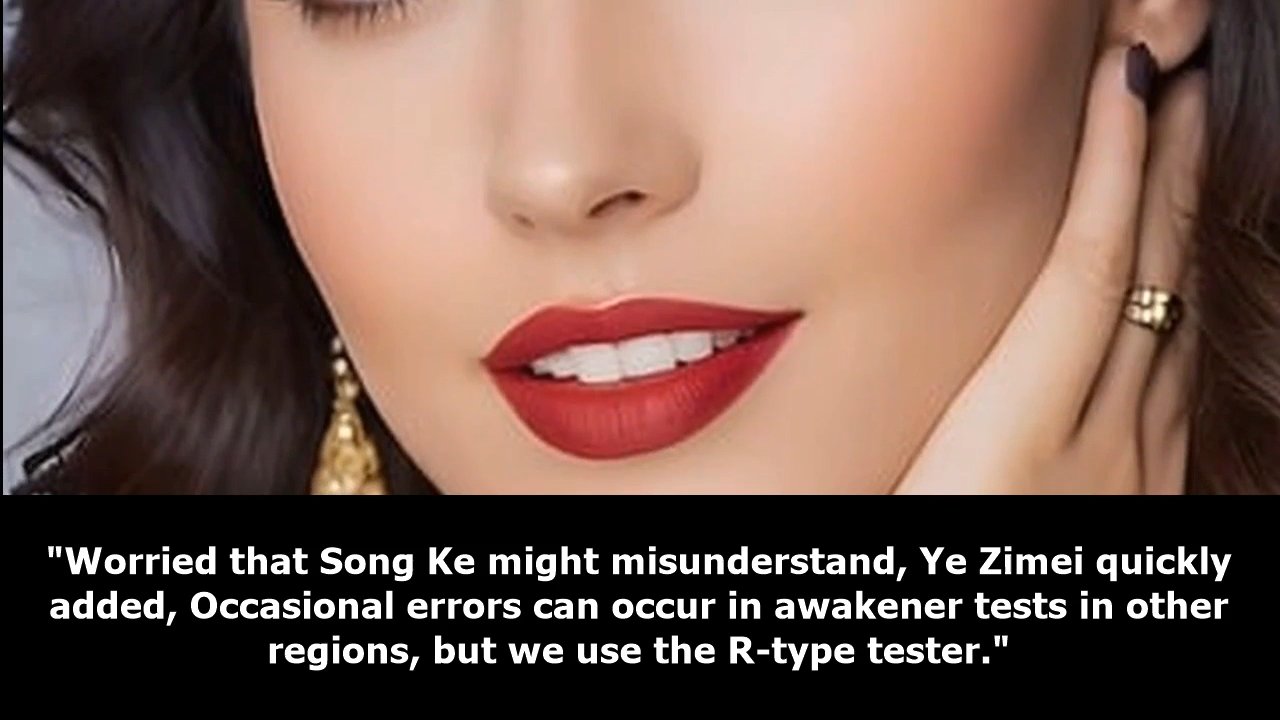 "Worried that Song Ke might misunderstand, Ye Zimei quickly
added, Occasional errors can occur in awakener tests in other
regions, but we use the R-type tester."